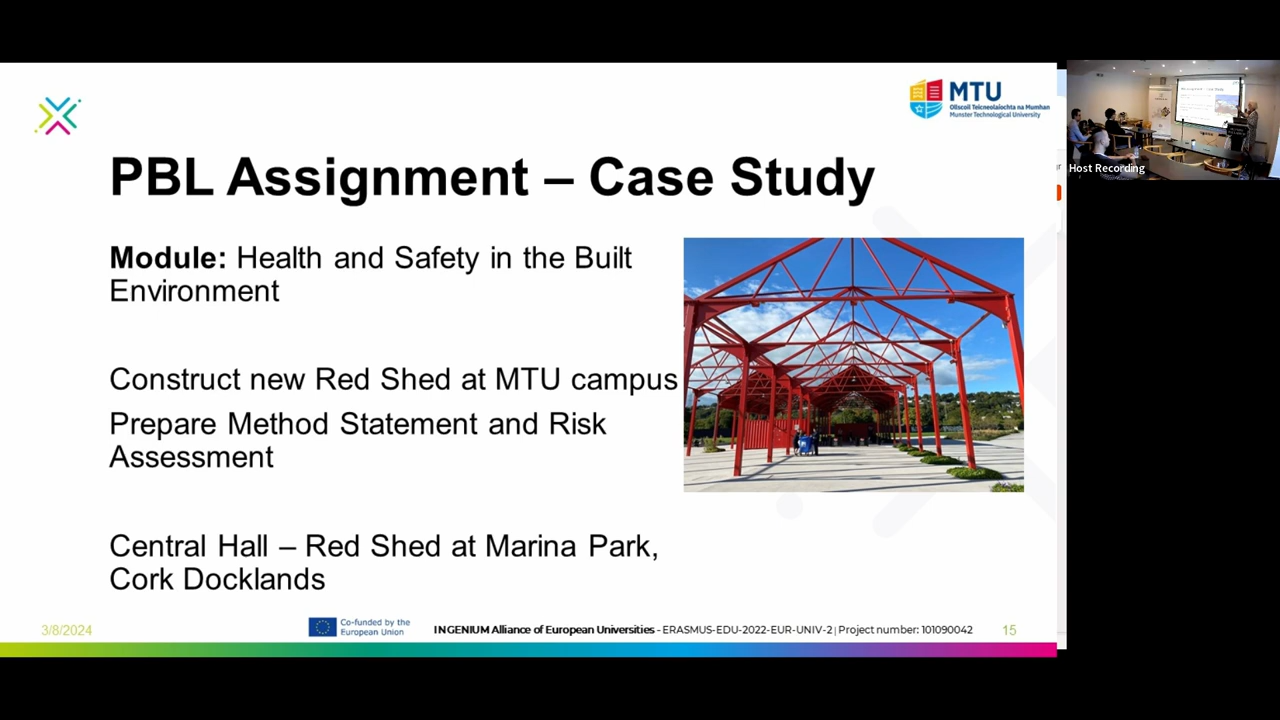 MTU
Ollscoil Teicneolaíochta na Mumhan
Munster Technological University
PBL Assignment – Case Study
Module: Health and Safety in the Built
Environment
Construct new Red Shed at MTU campus
Prepare Method Statement and Risk
Assessment
Central Hall – Red Shed at Marina Park,
Cork Docklands
3/8/2024
Co-funded by the
European Union
INGENIUM Alliance of European Universities - ERASMUS-EDU-2022-EUR-UNIV-2 | Project number: 101090042
15
Host Recording